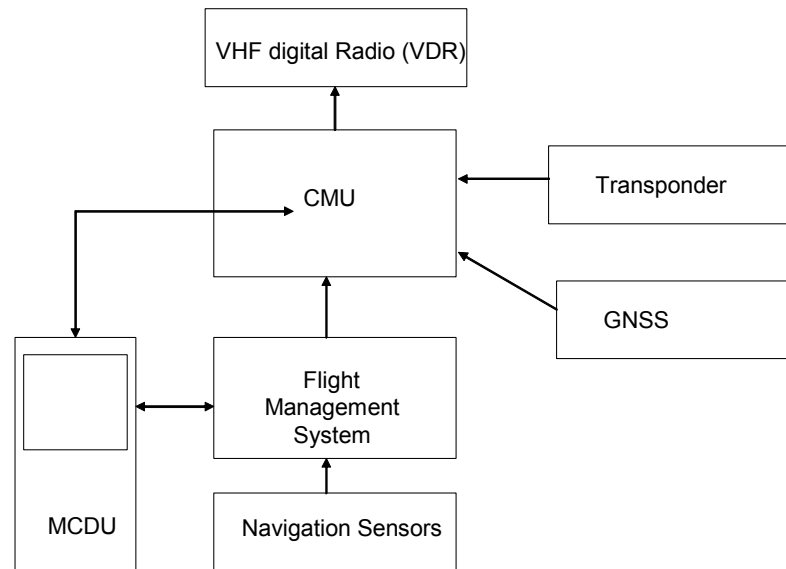 VHF digital Radio (VDR)
CMU
Transponder
GNSS
Flight
Management
System
MCDU
Navigation Sensors